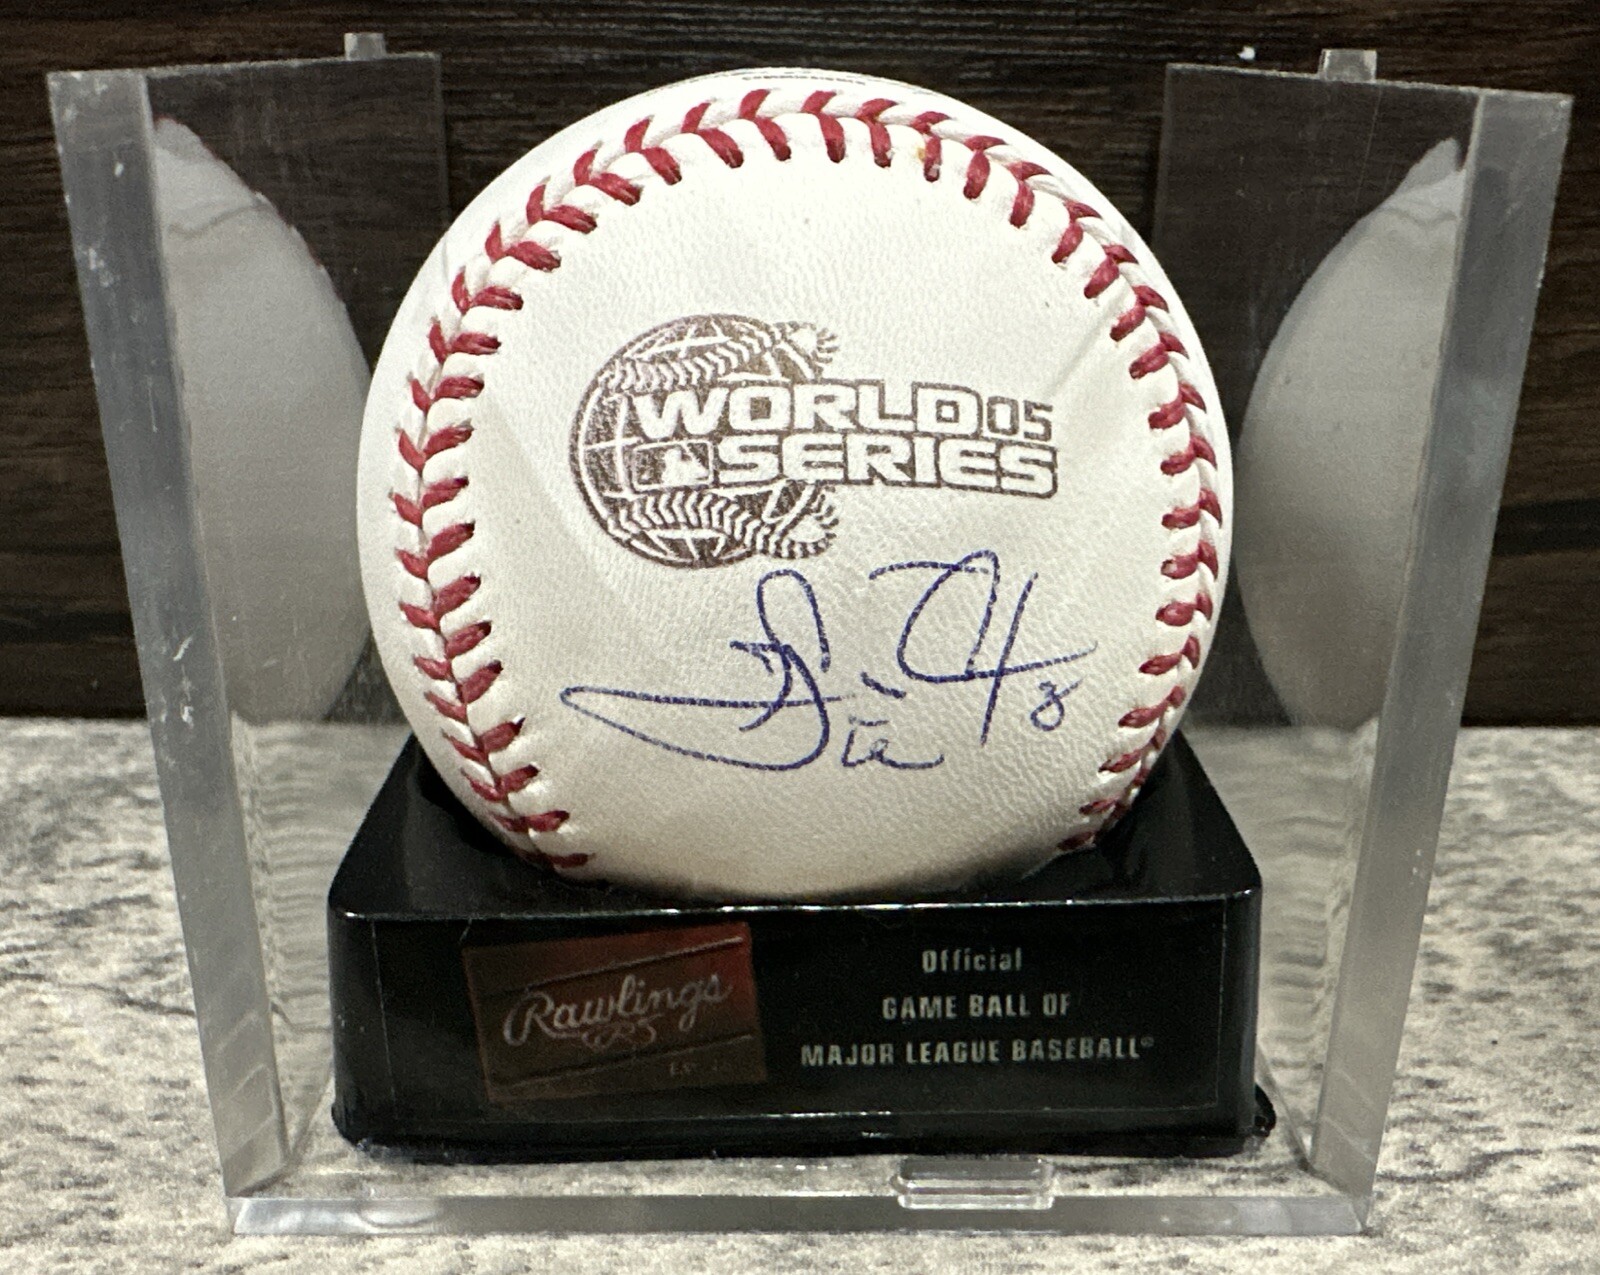 WORLD 05
SERIES
Rawlings
Official
GAME BALL OF
MAJOR LEAGUE BASEBALL®